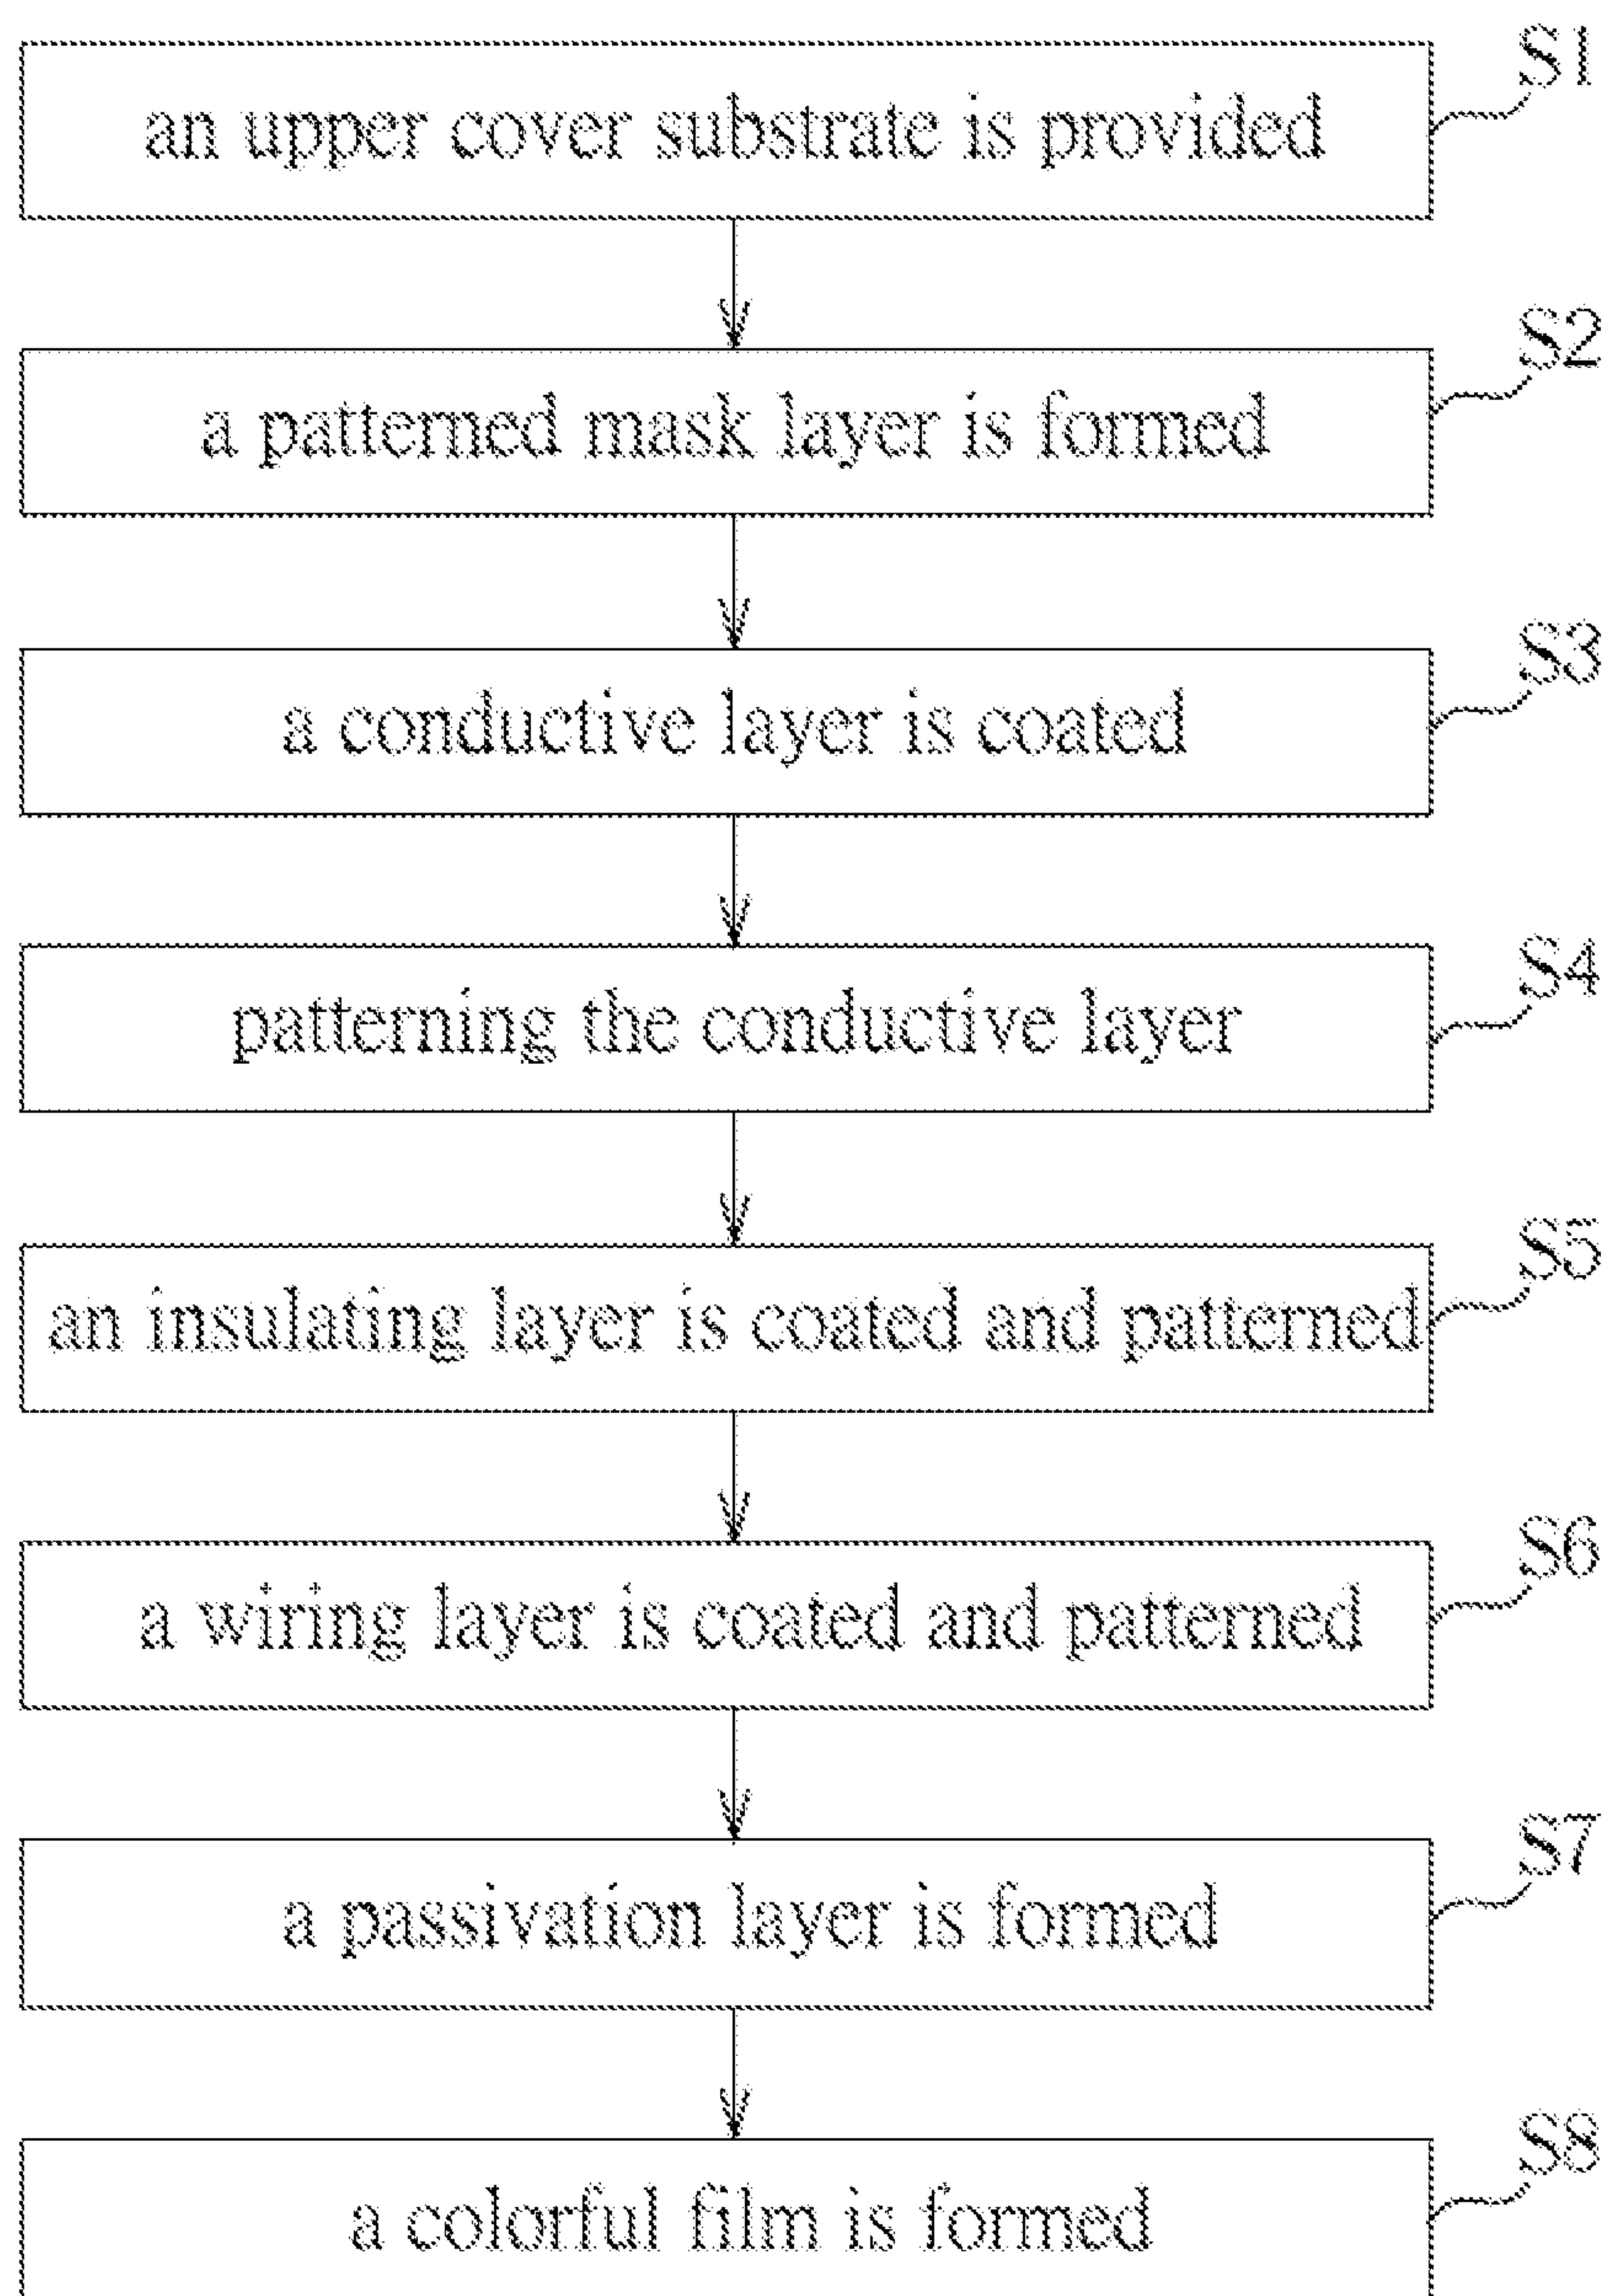 S1
an upper cover substrate is provided
S2
a patterned mask layer is formed
S3
a conductive layer is coated
S4
patterning the conductive layer
S5
an insulating layer is coated and patterned
S6
a wiring layer is coated and patterned
S7
a passivation layer is formed
S8
a colorful film is formed